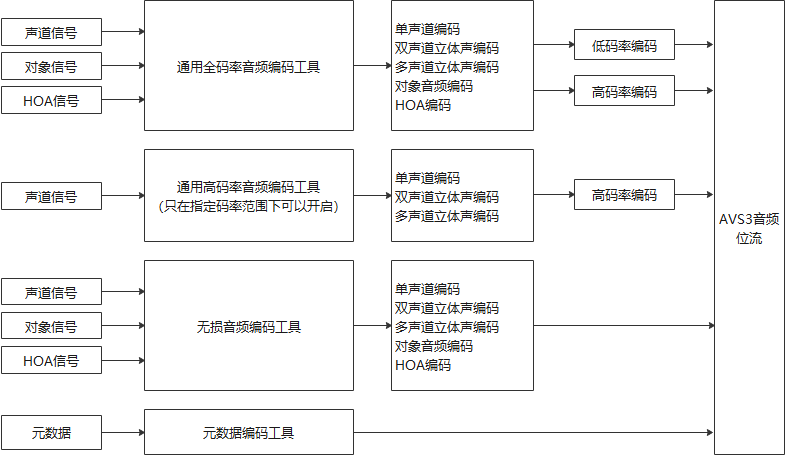 声道信号
对象信号
HOA信号
通用全码率音频编码工具
单声道编码
双声道立体声编码
多声道立体声编码
对象音频编码
HOA编码
低码率编码
高码率编码
声道信号
通用高码率音频编码工具
（只在指定码率范围下可以开启）
单声道编码
双声道立体声编码
多声道立体声编码
高码率编码
AVS3音频
位流
声道信号
对象信号
HOA信号
无损音频编码工具
单声道编码
双声道立体声编码
多声道立体声编码
对象音频编码
HOA编码
元数据
元数据编码工具